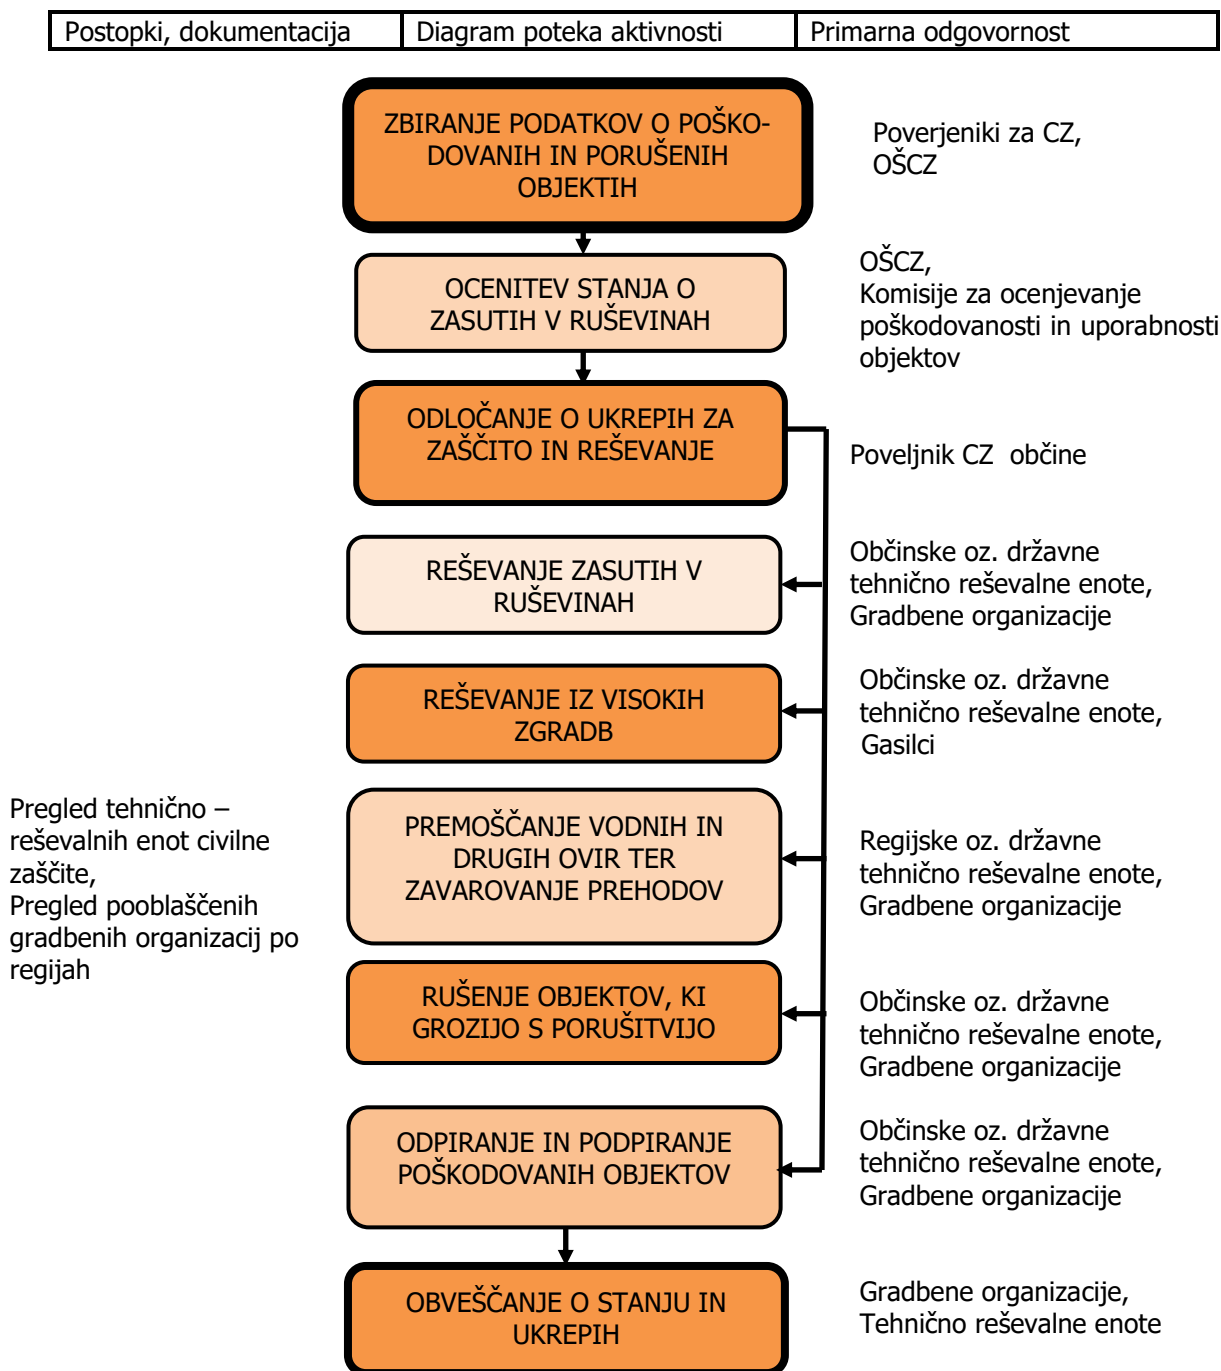 Postopki, dokumentacija
Diagram poteka aktivnosti
Primarna odgovornost
ZBIRANJE PODATKOV O POŠKO-
DOVANIH IN PORUŠENIH
OBJEKTIH
Poverjeniki za CZ,
OŠCZ
OCENITEV STANJA O
ZASUTIH V RUŠEVINAH
OŠCZ,
Komisije za ocenjevanje
poškodovanosti in uporabnosti
objektov
ODLOČANJE O UKREPIH ZA
ZAŠČITO IN REŠEVANJE
Poveljnik CZ  občine
REŠEVANJE ZASUTIH V
RUŠEVINAH
Občinske oz. državne
tehnično reševalne enote,
Gradbene organizacije
REŠEVANJE IZ VISOKIH
ZGRADB
Občinske oz. državne
tehnično reševalne enote,
Gasilci
Pregled tehnično –
reševalnih enot civilne
zaščite,
Pregled pooblaščenih
gradbenih organizacij po
regijah
PREMOŠČANJE VODNIH IN
DRUGIH OVIR TER
ZAVAROVANJE PREHODOV
Regijske oz. državne
tehnično reševalne enote,
Gradbene organizacije
RUŠENJE OBJEKTOV, KI
GROZIJO S PORUŠITVIJO
Občinske oz. državne
tehnično reševalne enote,
Gradbene organizacije
ODPIRANJE IN PODPIRANJE
POŠKODOVANIH OBJEKTOV
Občinske oz. državne
tehnično reševalne enote,
Gradbene organizacije
OBVEŠČANJE O STANJU IN
UKREPIH
Gradbene organizacije,
Tehnično reševalne enote